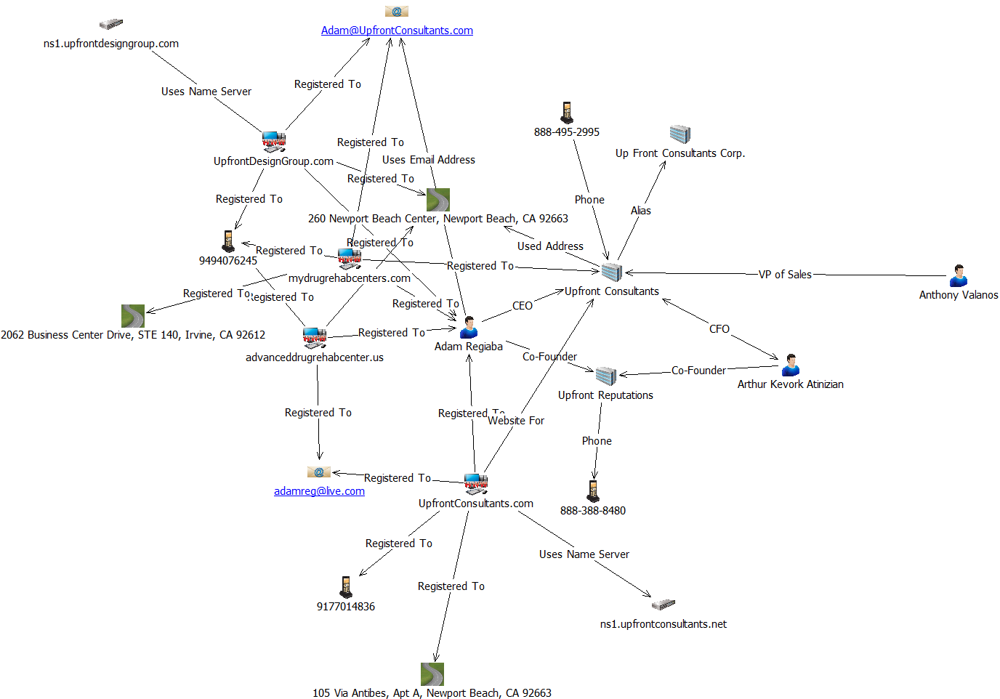 Adam@UpfrontConsultants.com
ns1.upfrontdesigngroup.com
Registered To
Uses Name Server
888-495-2995
Registered To
Up Front Consultants Corp.
Uses Email Address
UpfrontDesignGroup.com
Registered To
Registered To
Phone
Alias
260 Newport Beach Center, Newport Beach, CA 92663
Registered To
Used Address
Registered To
9494076245
Registered To
VP of Sales
mydrugrehabcenters.com
Upfront Consultants
Registered To
Registered To
Anthony Valanos
Registered To
CEO
CFO
2062 Business Center Drive, STE 140, Irvine, CA 92612
Registered To
Adam Regiaba
advanceddrugrehabcenter.us
Co-Founder
Co-Founder
Arthur Kevork Atinizian
Upfront Reputations
Registered To
Registered To
Website For
Phone
Registered To
adamreg@live.com
UpfrontConsultants.com
888-388-8480
Registered To
Uses Name Server
Registered To
9177014836
ns1.upfrontconsultants.net
105 Via Antibes, Apt A, Newport Beach, CA 92663